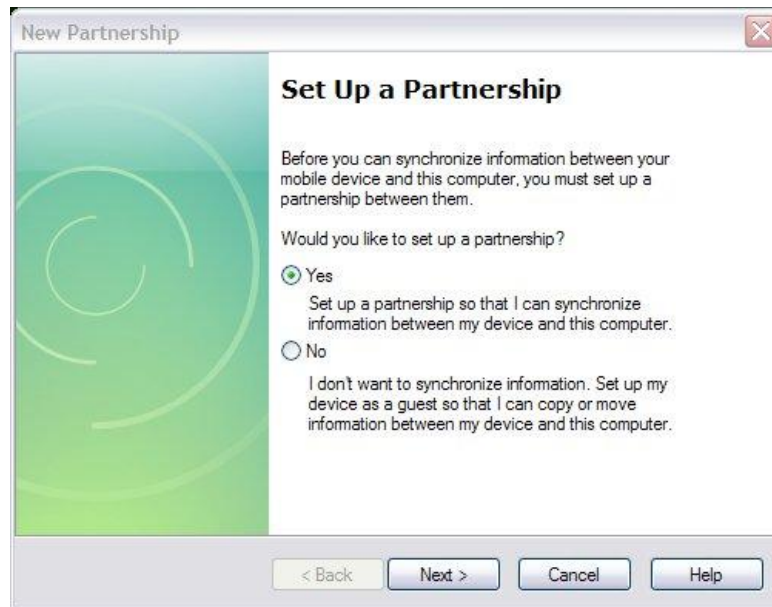 New Partnership
Set Up a Partnership
Before you can synchronize information between your
mobile device and this computer, you must set up a
partnership between them.
Would you like to set up a partnership?
Yes
Set up a partnership so that I can synchronize
information between my device and this computer.
No
I don't want to synchronize information. Set up my
device as a guest so that I can copy or move
information between my device and this computer.
< Back Next > Cancel Help